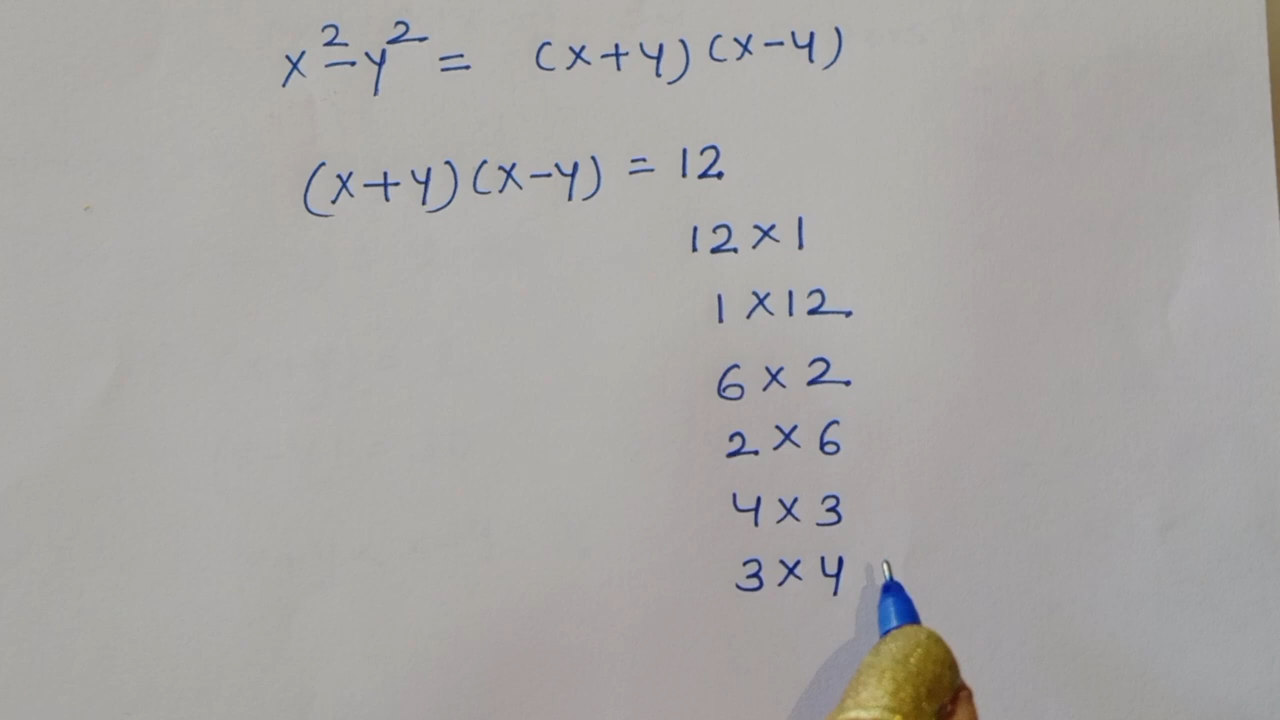 x²-y² = (x+y)(x-y)
(x+y)(x-y) = 12
12 × 1
1 × 12
6 × 2
2 × 6
4 × 3
3 × 4